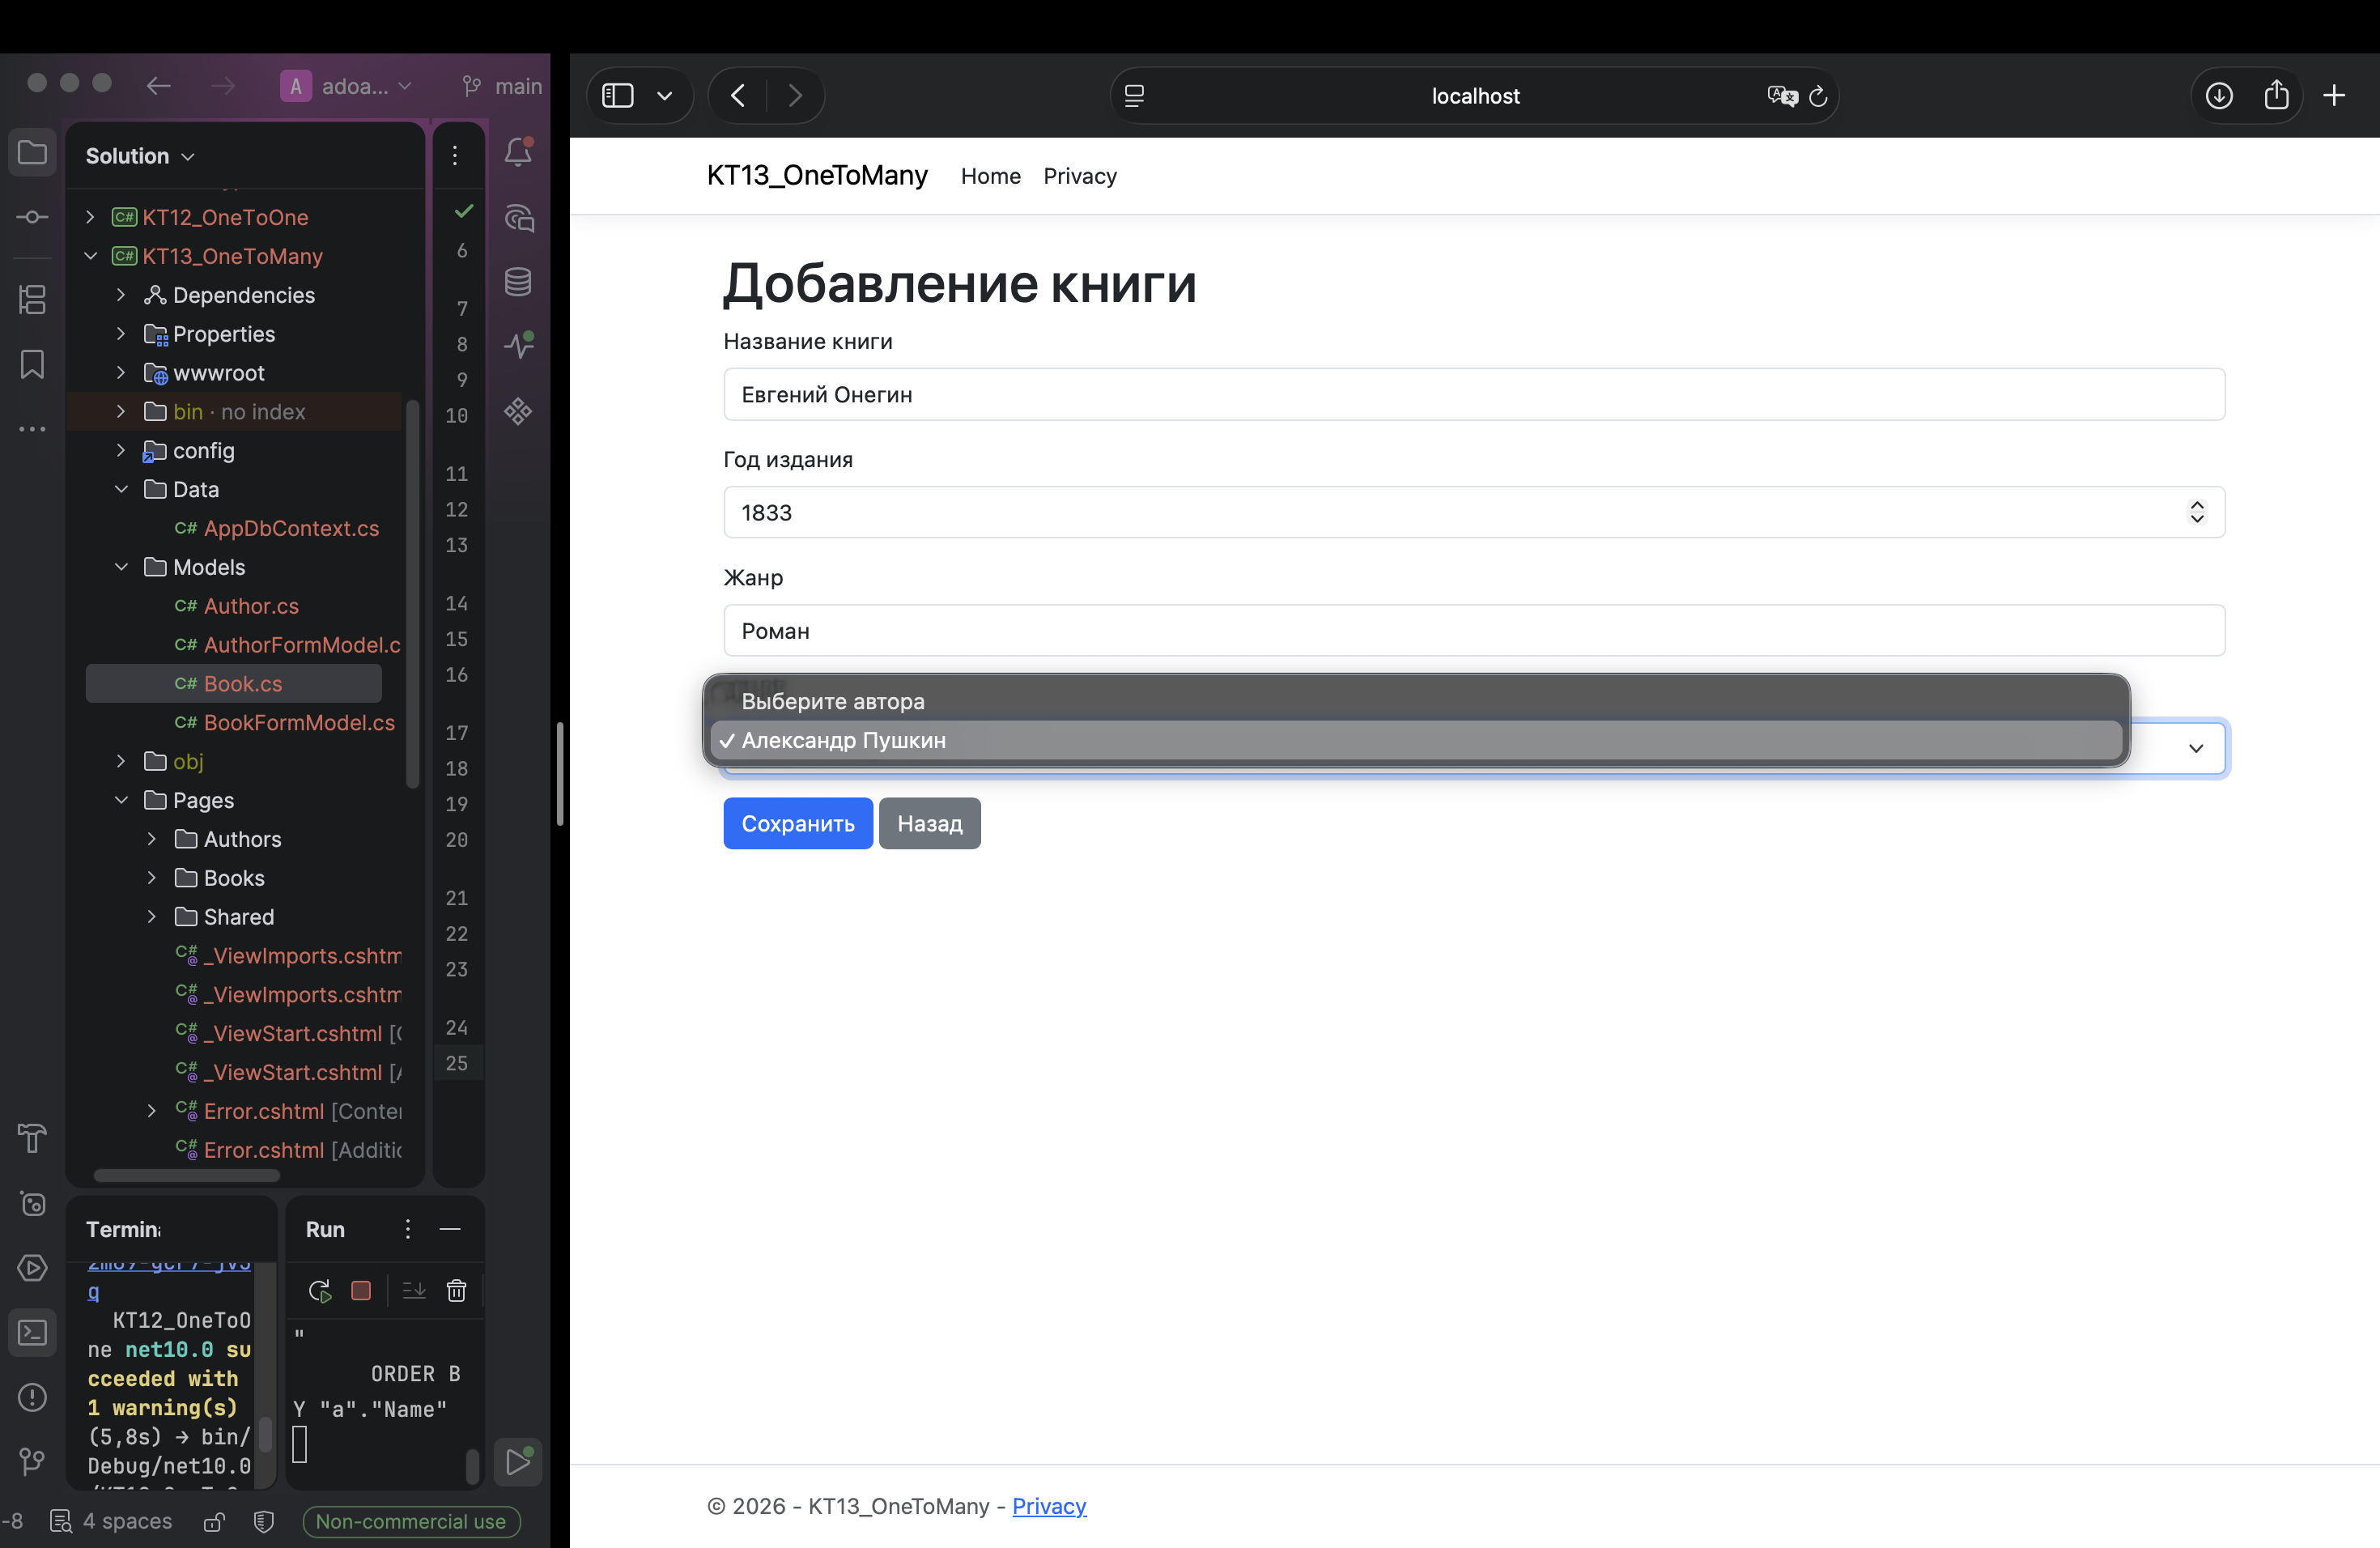 A adoa... main
Solution
KT12_OneToOne
KT13_OneToMany
Dependencies
Properties
wwwroot
bin · no index
config
Data
C# AppDbContext.cs
Models
C# Author.cs
C# AuthorFormModel.c
C# Book.cs
C# BookFormModel.cs
obj
Pages
Authors
Books
Shared
_ViewImports.cshtm
_ViewImports.cshtm
_ViewStart.cshtml [C
_ViewStart.cshtml [A
Error.cshtml [Conter
Error.cshtml [Additic
6
7
8
9
10
11
12
13
14
15
16
17
18
19
20
21
22
23
24
25
Termin
q
KT12_OneToO
ne net10.0 su
cceeded with
1 warning(s)
(5,8s) → bin/
Debug/net10.0
Run
"
ORDER B
Y "a"."Name"
-8 4 spaces Non-commercial use
localhost
KT13_OneToMany Home Privacy
Добавление книги
Название книги
Евгений Онегин
Год издания
1833
Жанр
Роман
Выберите автора
✓ Александр Пушкин
Сохранить Назад
© 2026 - KT13_OneToMany - Privacy